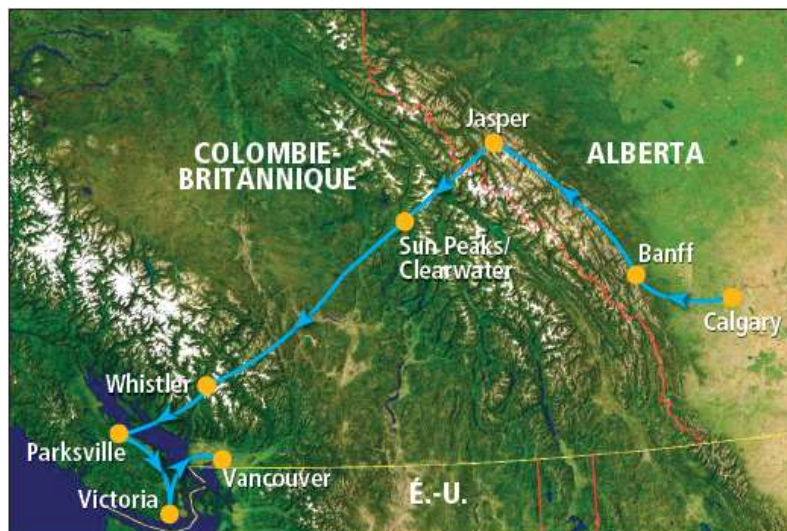 Jasper
COLOMBIE-
BRITANNIQUE
ALBERTA
Sun Peaks/
Clearwater
Banff
Calgary
Whistler
Parksville
Vancouver
Victoria
É.-U.